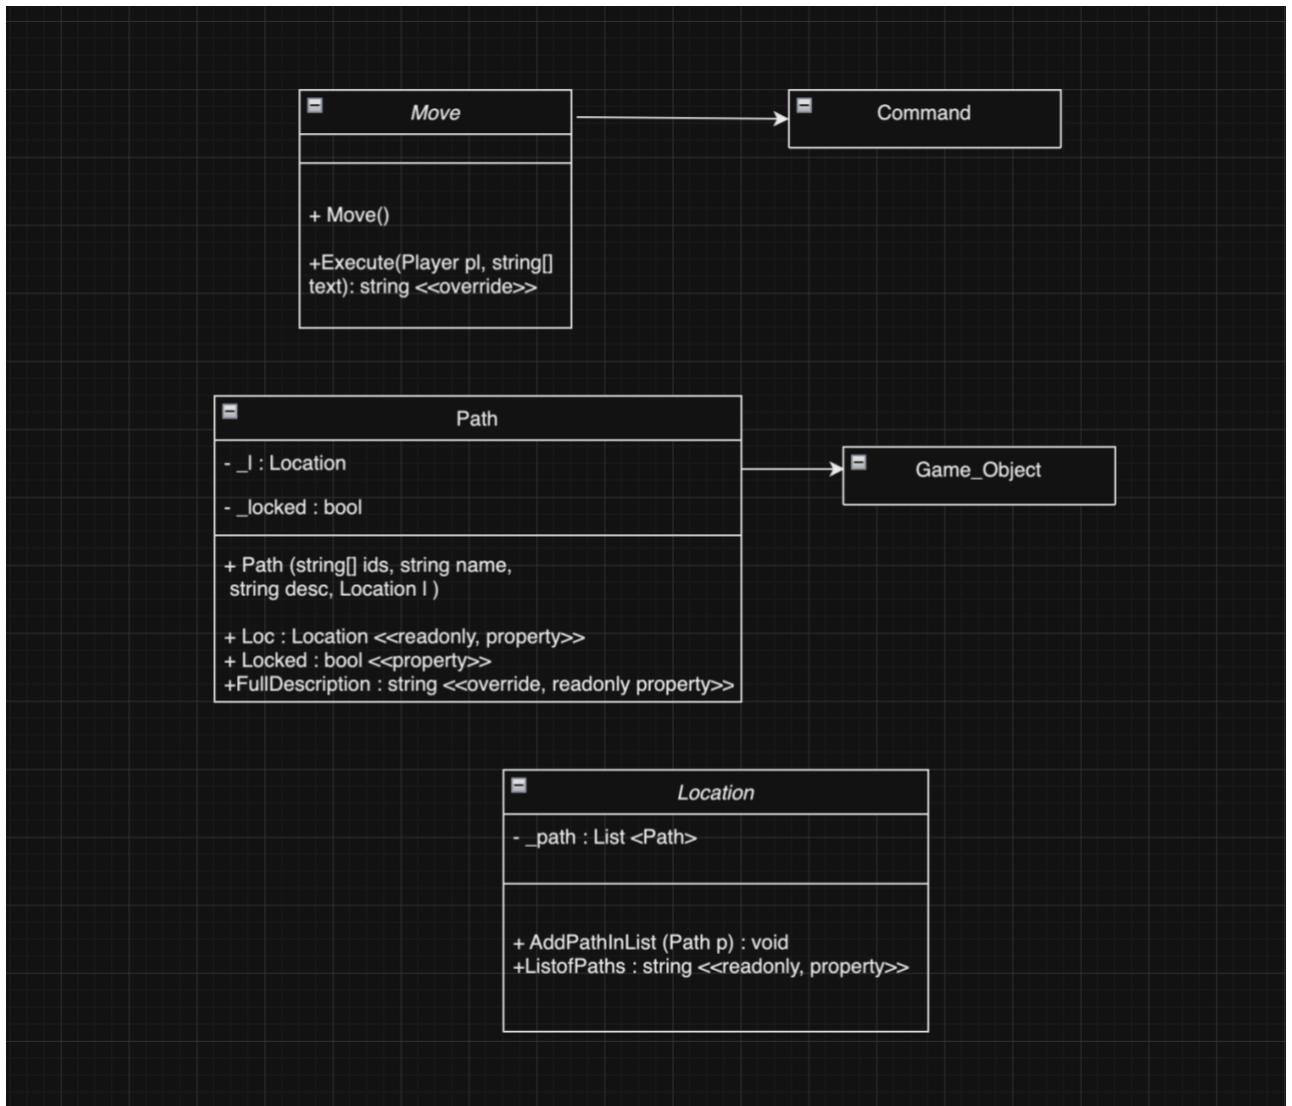 Move
Command
+ Move()
+Execute(Player pl, string[]
text): string <<override>>
Path
- _l : Location
- _locked : bool
Game_Object
+ Path (string[] ids, string name,
string desc, Location l )
+ Loc : Location <<readonly, property>>
+ Locked : bool <<property>>
+FullDescription : string <<override, readonly property>>
Location
- _path : List <Path>
+ AddPathInList (Path p) : void
+ListofPaths : string <<readonly, property>>